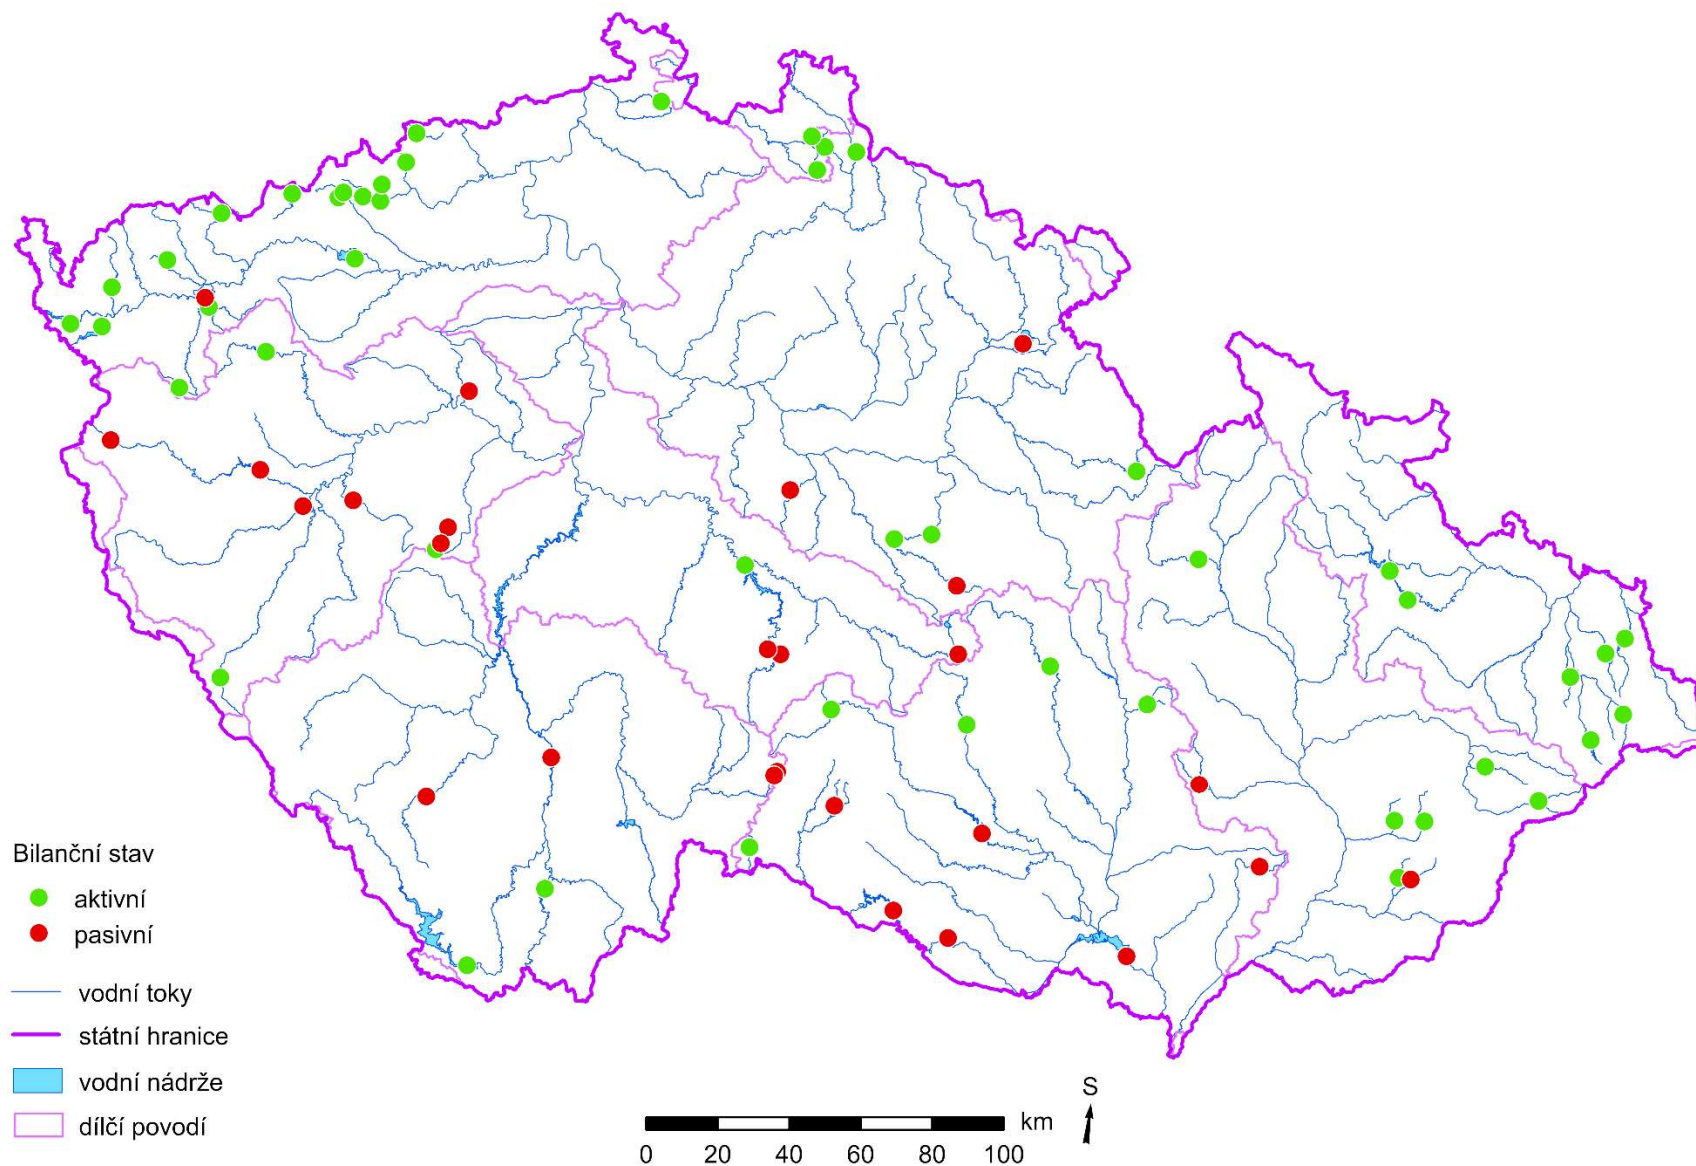 Bilanční stav
aktivní
pasivní
vodní toky
státní hranice
vodní nádrže
dílčí povodí
S
km
0 20 40 60 80 100